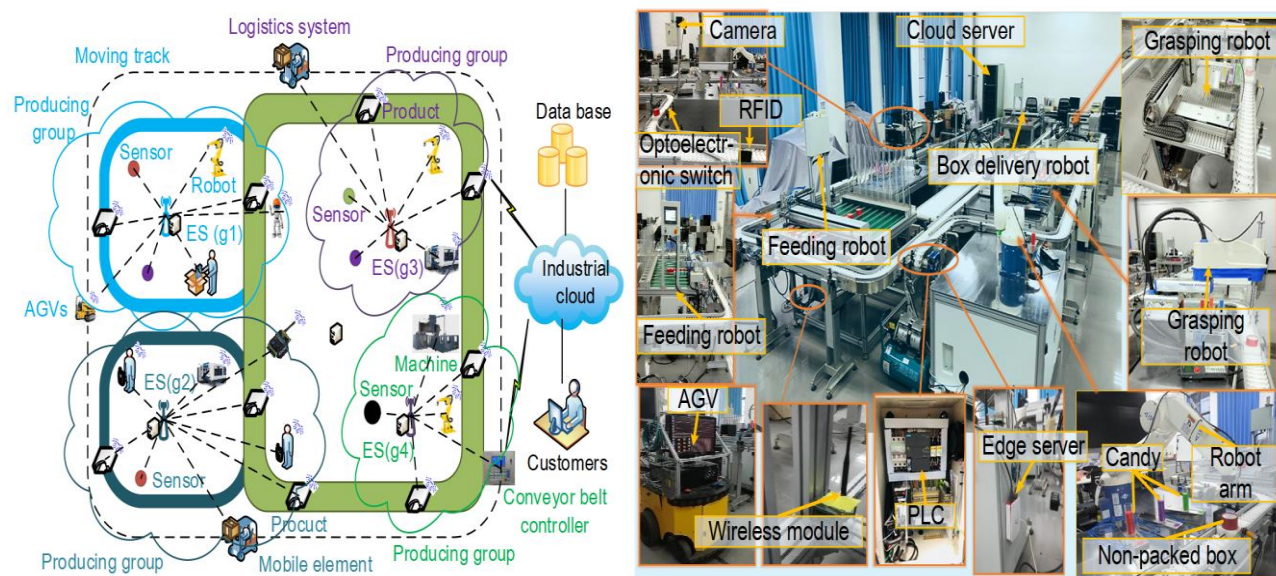 Logistics system
Moving track
Producing group
Producing
group
Product
Data base
Sensor
Robot
Sensor
ES (g1)
ES(g3)
Industrial
cloud
AGVs
Machine
ES(g2)
Sensor
ES(g4)
Sensor
Customers
Procuct
Conveyor belt
controller
Producing group
Mobile element
Producing group
Camera
Cloud server
Grasping robot
RFID
Optoelectr-
onic switch
Box delivery robot
Feeding robot
Feeding robot
Grasping
robot
AGV
Edge server
Candy
Robot
arm
Wireless module
PLC
Non-packed box